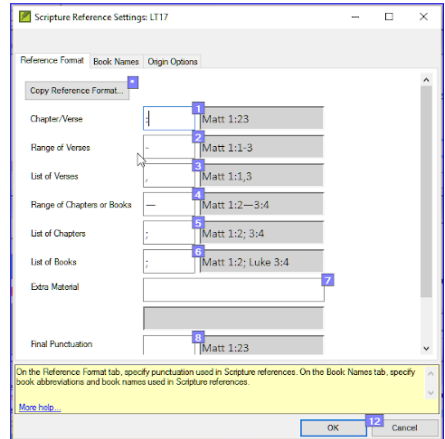 Scripture Reference Settings: LT17
Reference Format Book Names Origin Options
Copy Reference Format... *
Chapter/Verse : 1 Matt 1:23
Range of Verses - 2 Matt 1:1-3
List of Verses , 3 Matt 1:1,3
Range of Chapters or Books — 4 Matt 1:2—3:4
List of Chapters ; 5 Matt 1:2; 3:4
List of Books ; 6 Matt 1:2; Luke 3:4
Extra Material 7
Final Punctuation 8 Matt 1:23
On the Reference Format tab, specify punctuation used in Scripture references. On the Book Names tab, specify
book abbreviations and book names used in Scripture references.
More help...
OK 12 Cancel